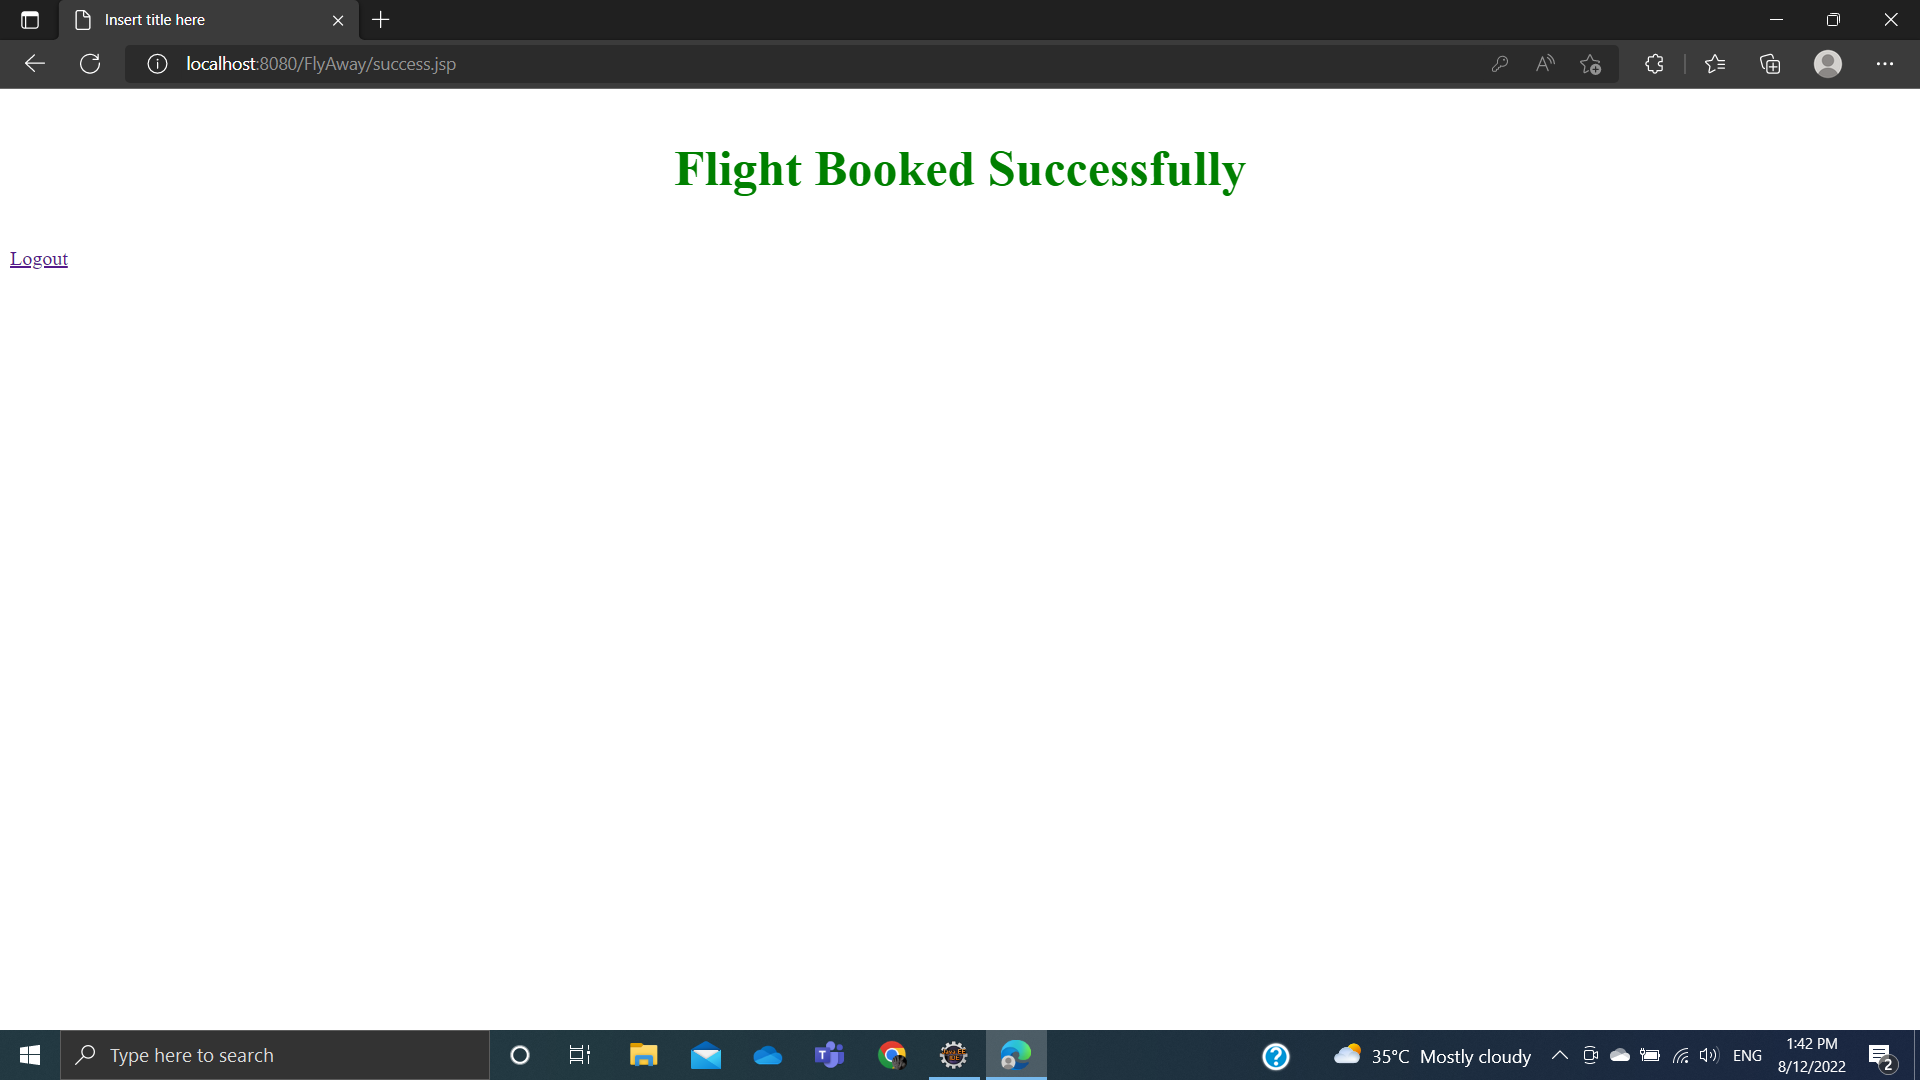 Insert title here
localhost:8080/FlyAway/success.jsp
Flight Booked Successfully
Logout
Type here to search
35°C Mostly cloudy
ENG
1:42 PM
8/12/2022
2